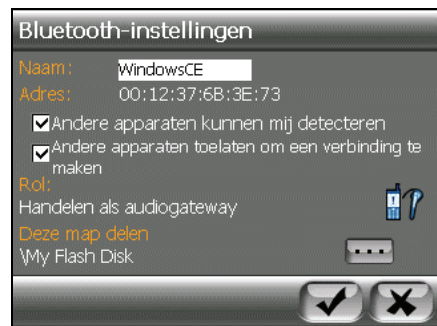 Bluetooth-instellingen
Naam: WindowsCE
Adres: 00:12:37:6B:3E:73
Andere apparaten kunnen mij detecteren
Andere apparaten toelaten om een verbinding te
maken
Rol:
Handelen als audiogateway
Deze map delen
\My Flash Disk
...